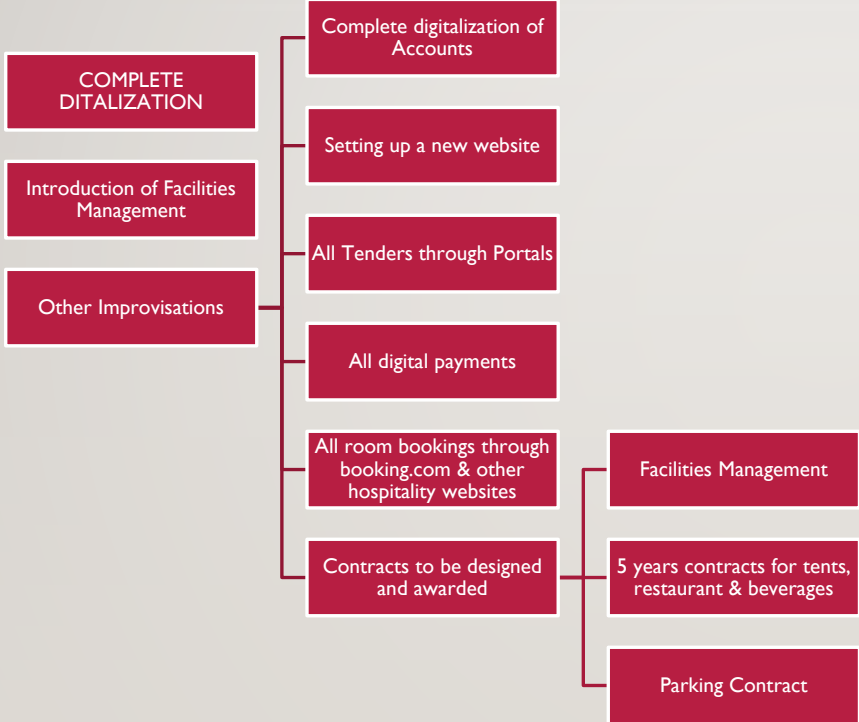 COMPLETE
DITALIZATION
Introduction of Facilities
Management
Other Improvisations
Complete digitalization of
Accounts
Setting up a new website
All Tenders through Portals
All digital payments
All room bookings through
booking.com & other
hospitality websites
Contracts to be designed
and awarded
Facilities Management
5 years contracts for tents,
restaurant & beverages
Parking Contract